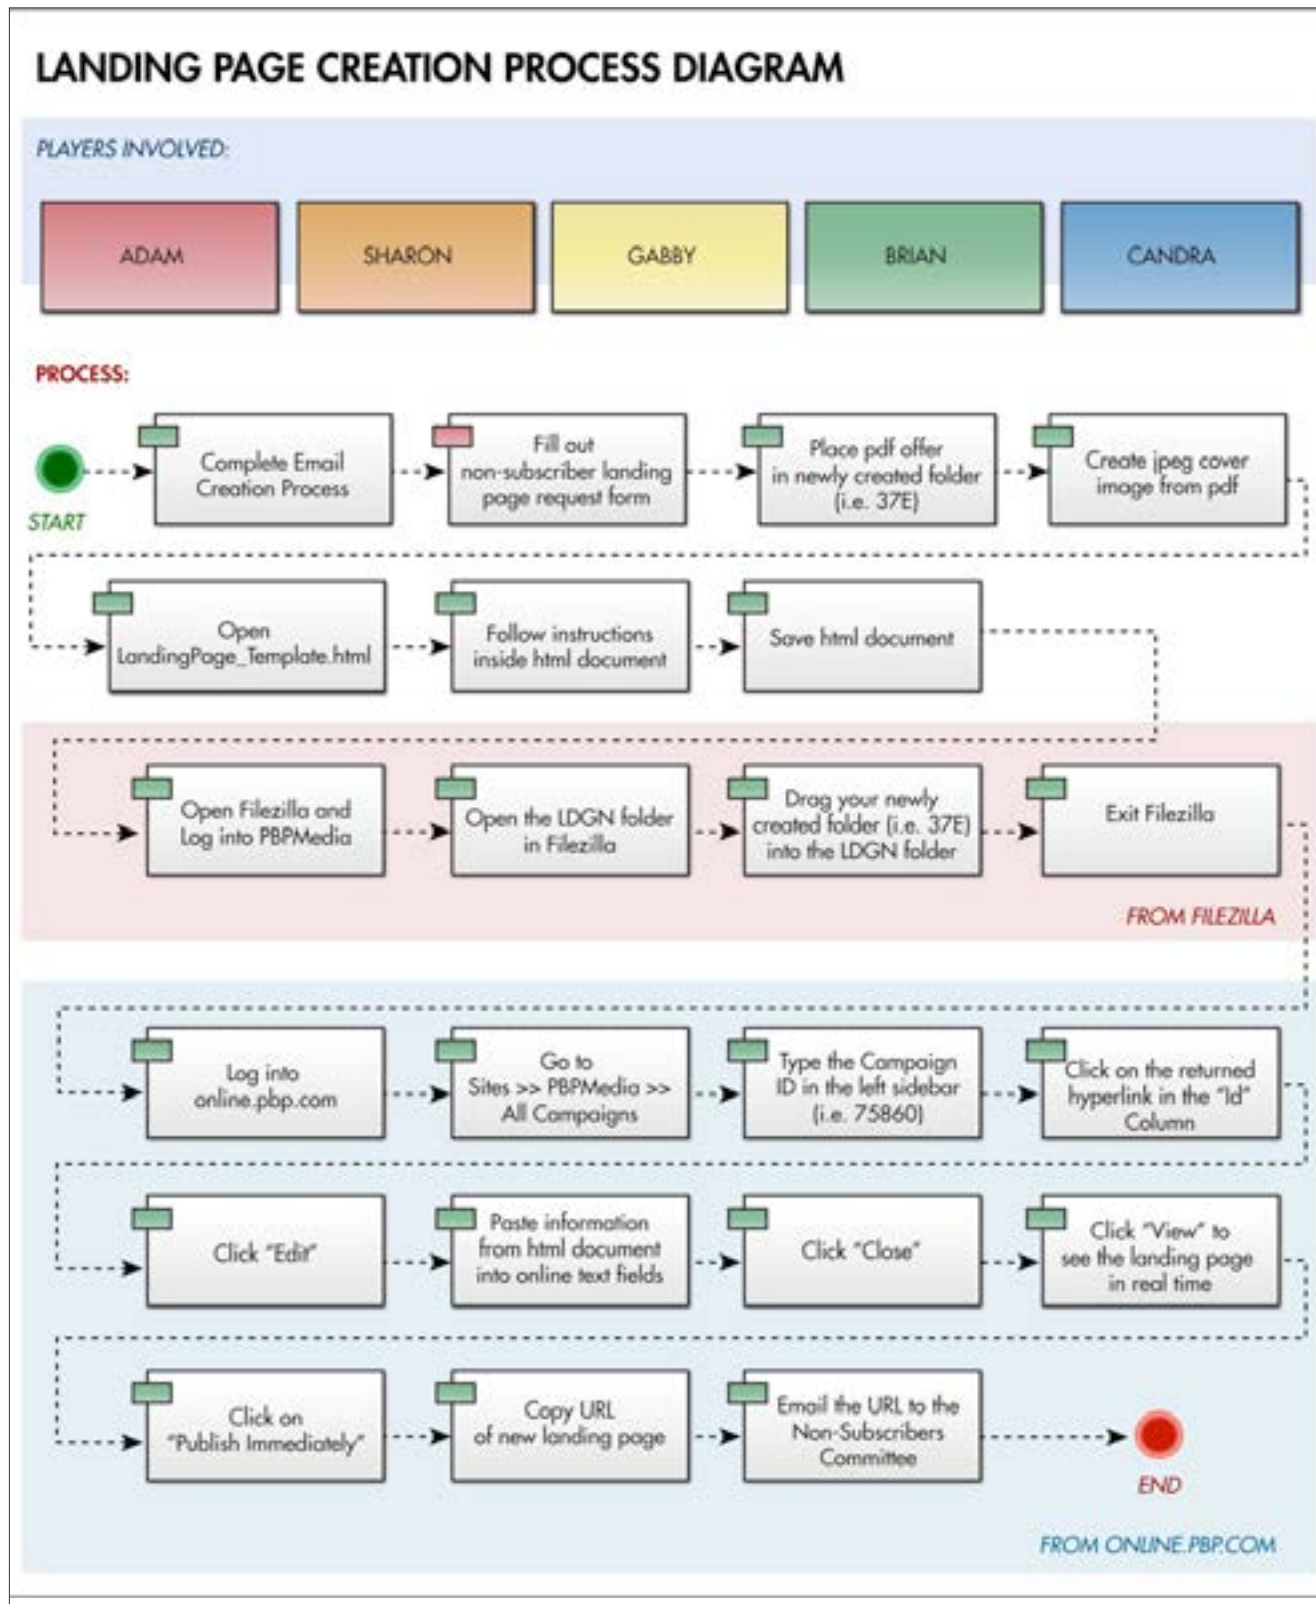 LANDING PAGE CREATION PROCESS DIAGRAM
PLAYERS INVOLVED:
ADAM
SHARON
GABBY
BRIAN
CANDRA
PROCESS:
START
Complete Email
Creation Process
Fill out
non-subscriber landing
page request form
Place pdf offer
in newly created folder
(i.e. 37E)
Create jpeg cover
image from pdf
Open
LandingPage_Template.html
Follow instructions
inside html document
Save html document
Open Filezilla and
Log into PBPMedia
Open the LDGN folder
in Filezilla
Drag your newly
created folder (i.e. 37E)
into the LDGN folder
Exit Filezilla
FROM FILEZILLA
Log into
online.pbp.com
Go to
Sites >> PBPMedia >>
All Campaigns
Type the Campaign
ID in the left sidebar
(i.e. 75860)
Click on the returned
hyperlink in the "Id"
Column
Click "Edit"
Paste information
from html document
into online text fields
Click "Close"
Click "View" to
see the landing page
in real time
Click on
"Publish Immediately"
Copy URL
of new landing page
Email the URL to the
Non-Subscribers
Committee
END
FROM ONLINE.PBP.COM